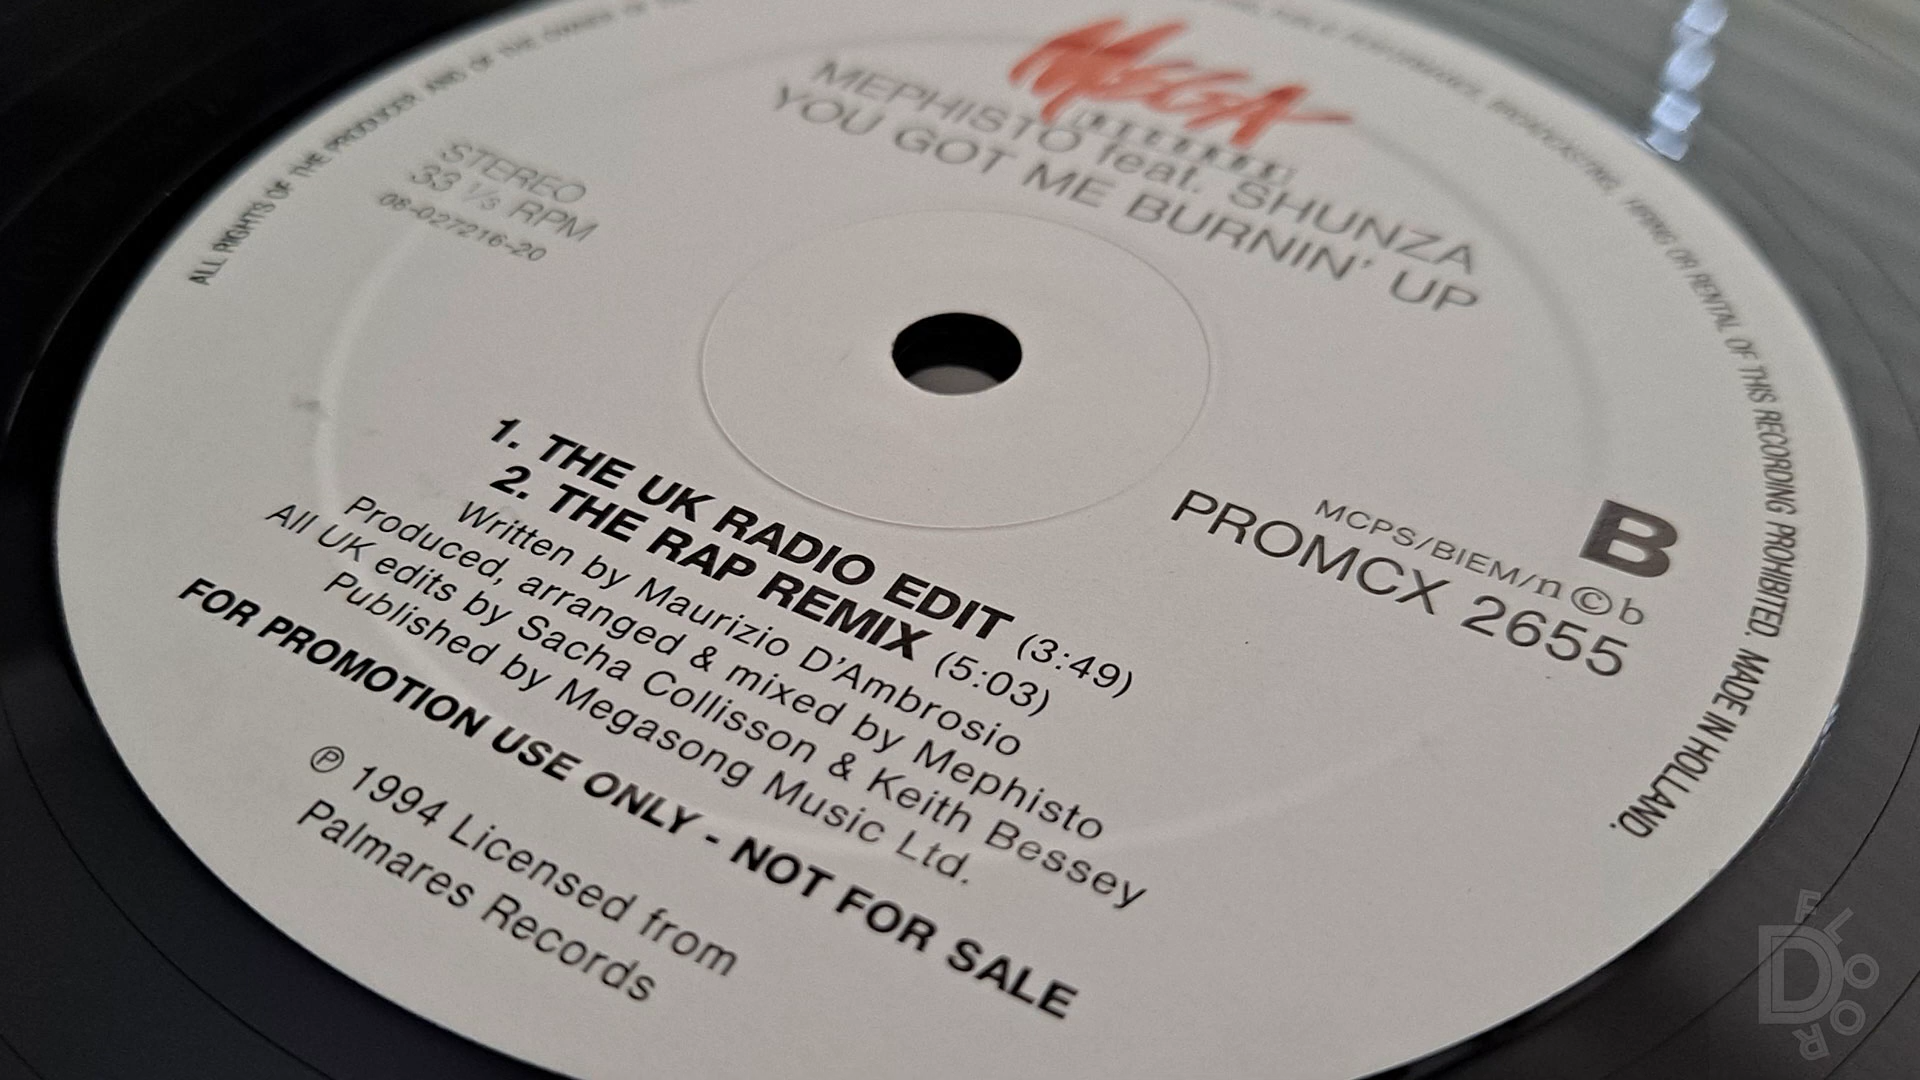 MEGA
MEPHISTO feat. SHUNZA
YOU GOT ME BURNIN' UP
STEREO
33 1/3 RPM
08-027216-20
B
MCPS/BIEM/n©b
PROMCX 2655
1. THE UK RADIO EDIT (3:49)
2. THE RAP REMIX (5:03)
Written by Maurizio D'Ambrosio
Produced, arranged & mixed by Mephisto
All UK edits by Sacha Collisson & Keith Bessey
Published by Megasong Music Ltd.
FOR PROMOTION USE ONLY - NOT FOR SALE
℗ 1994 Licensed from
Palmares Records
ALL RIGHTS OF THE PRODUCER AND OF THE OWNER OF
PUBLIC PERFORMANCE, BROADCASTING, HIRING OR RENTAL OF THIS RECORDING PROHIBITED. MADE IN HOLLAND.
D FLOOR